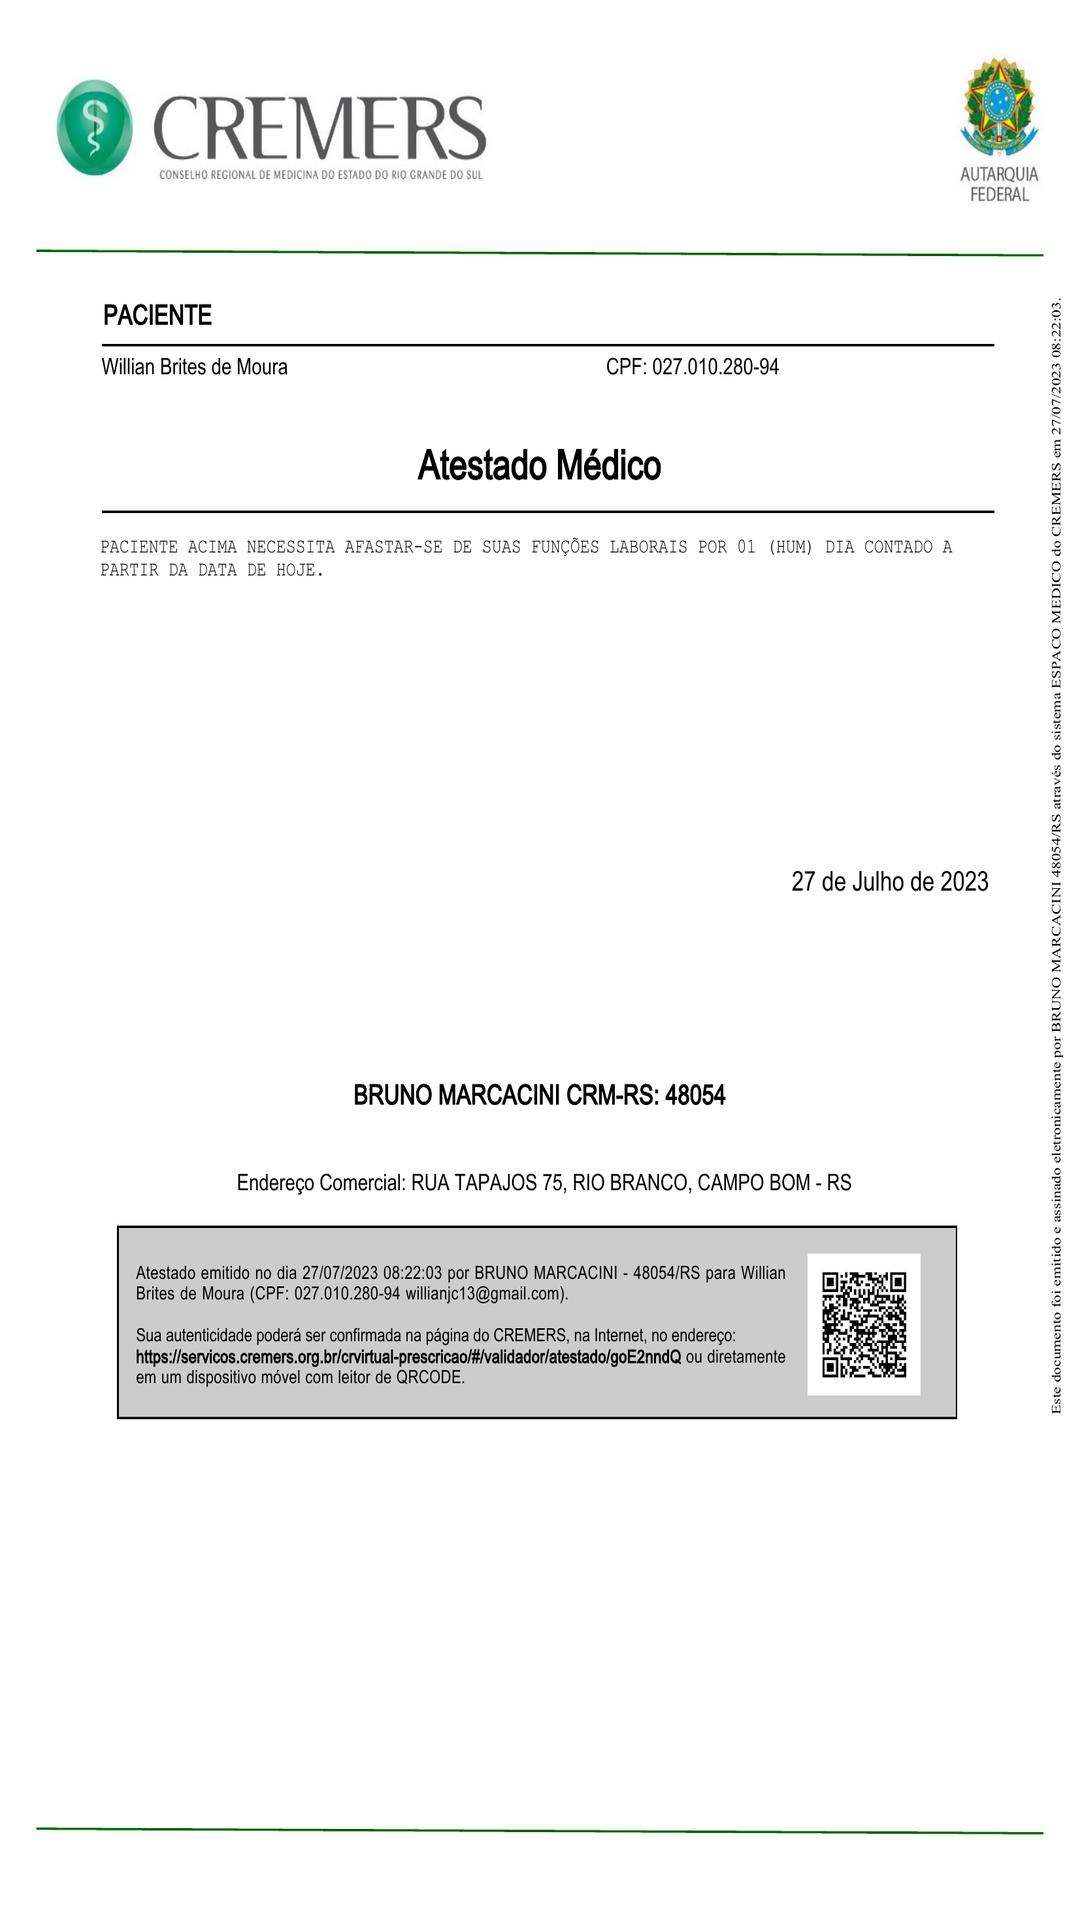 CREMERS
CONSELHO REGIONAL DE MEDICINA DO ESTADO DO RIO GRANDE DO SUL
AUTARQUIA
FEDERAL
PACIENTE
Willian Brites de Moura CPF: 027.010.280-94
Atestado Médico
PACIENTE ACIMA NECESSITA AFASTAR-SE DE SUAS FUNÇÕES LABORAIS POR 01 (HUM) DIA CONTADO A
PARTIR DA DATA DE HOJE.
27 de Julho de 2023
BRUNO MARCACINI CRM-RS: 48054
Endereço Comercial: RUA TAPAJOS 75, RIO BRANCO, CAMPO BOM - RS
Atestado emitido no dia 27/07/2023 08:22:03 por BRUNO MARCACINI - 48054/RS para Willian
Brites de Moura (CPF: 027.010.280-94 willianjc13@gmail.com).
Sua autenticidade poderá ser confirmada na página do CREMERS, na Internet, no endereço:
https://servicos.cremers.org.br/crvirtual-prescricao/#/validador/atestado/goE2nndQ ou diretamente
em um dispositivo móvel com leitor de QRCODE.
Este documento foi emitido e assinado eletronicamente por BRUNO MARCACINI 48054/RS através do sistema ESPACO MEDICO do CREMERS em 27/07/2023 08:22:03.